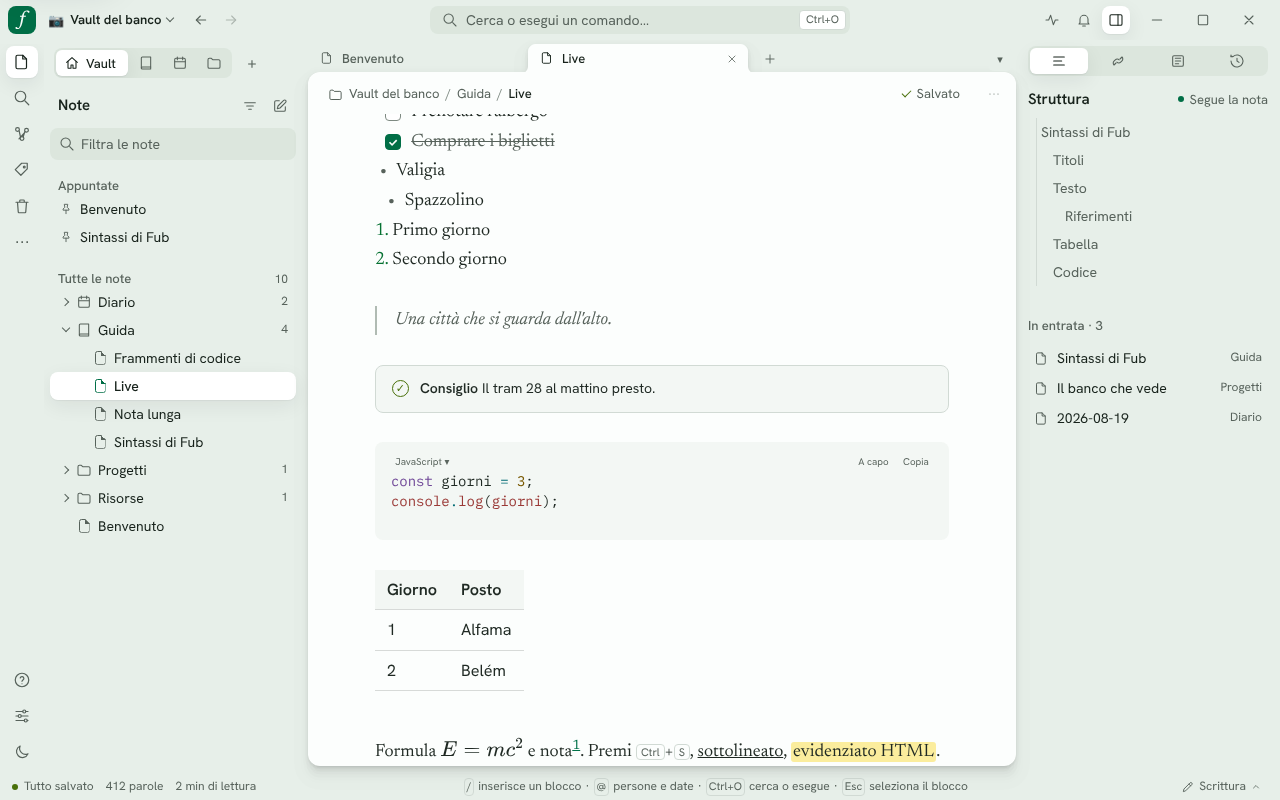 f Vault del banco
Cerca o esegui un comando… Ctrl+O
Vault
Note
Filtra le note
Appuntate
Benvenuto
Sintassi di Fub
Tutte le note 10
Diario 2
Guida 4
Frammenti di codice
Live
Nota lunga
Sintassi di Fub
Progetti 1
Risorse 1
Benvenuto
Benvenuto
Live
Vault del banco / Guida / Live
Salvato
Prenotare l'albergo
Comprare i biglietti
• Valigia
• Spazzolino
1. Primo giorno
2. Secondo giorno
Una città che si guarda dall'alto.
Consiglio Il tram 28 al mattino presto.
JavaScript ▾ A capo Copia
const giorni = 3;
console.log(giorni);
Giorno Posto
1 Alfama
2 Belém
Formula E = mc² e nota1. Premi Ctrl+S, sottolineato, evidenziato HTML.
Struttura
Segue la nota
Sintassi di Fub
Titoli
Testo
Riferimenti
Tabella
Codice
In entrata · 3
Sintassi di Fub Guida
Il banco che vede Progetti
2026-08-19 Diario
Tutto salvato 412 parole 2 min di lettura
/ inserisce un blocco · @ persone e date · Ctrl+O cerca o esegue · Esc seleziona il blocco
Scrittura